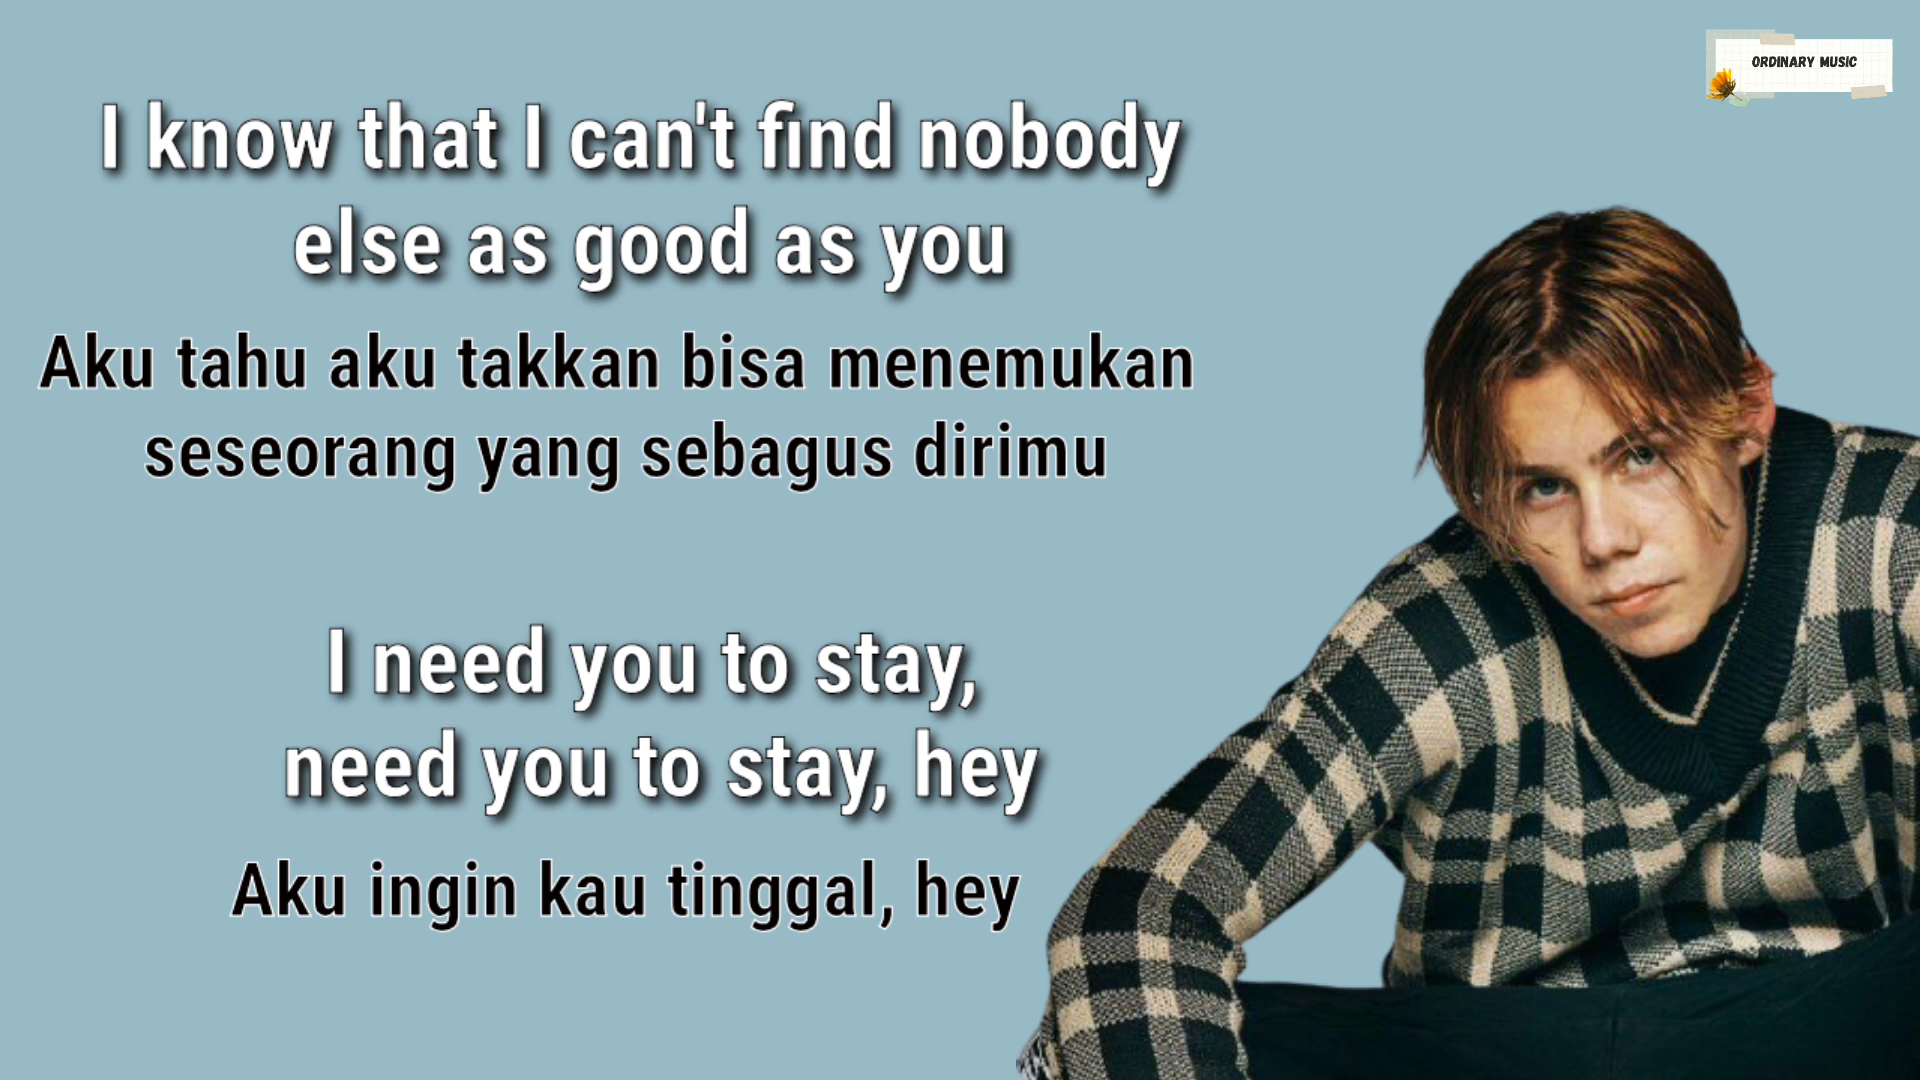 ORDINARY MUSIC
I know that I can't find nobody
else as good as you
Aku tahu aku takkan bisa menemukan
seseorang yang sebagus dirimu
I need you to stay,
need you to stay, hey
Aku ingin kau tinggal, hey